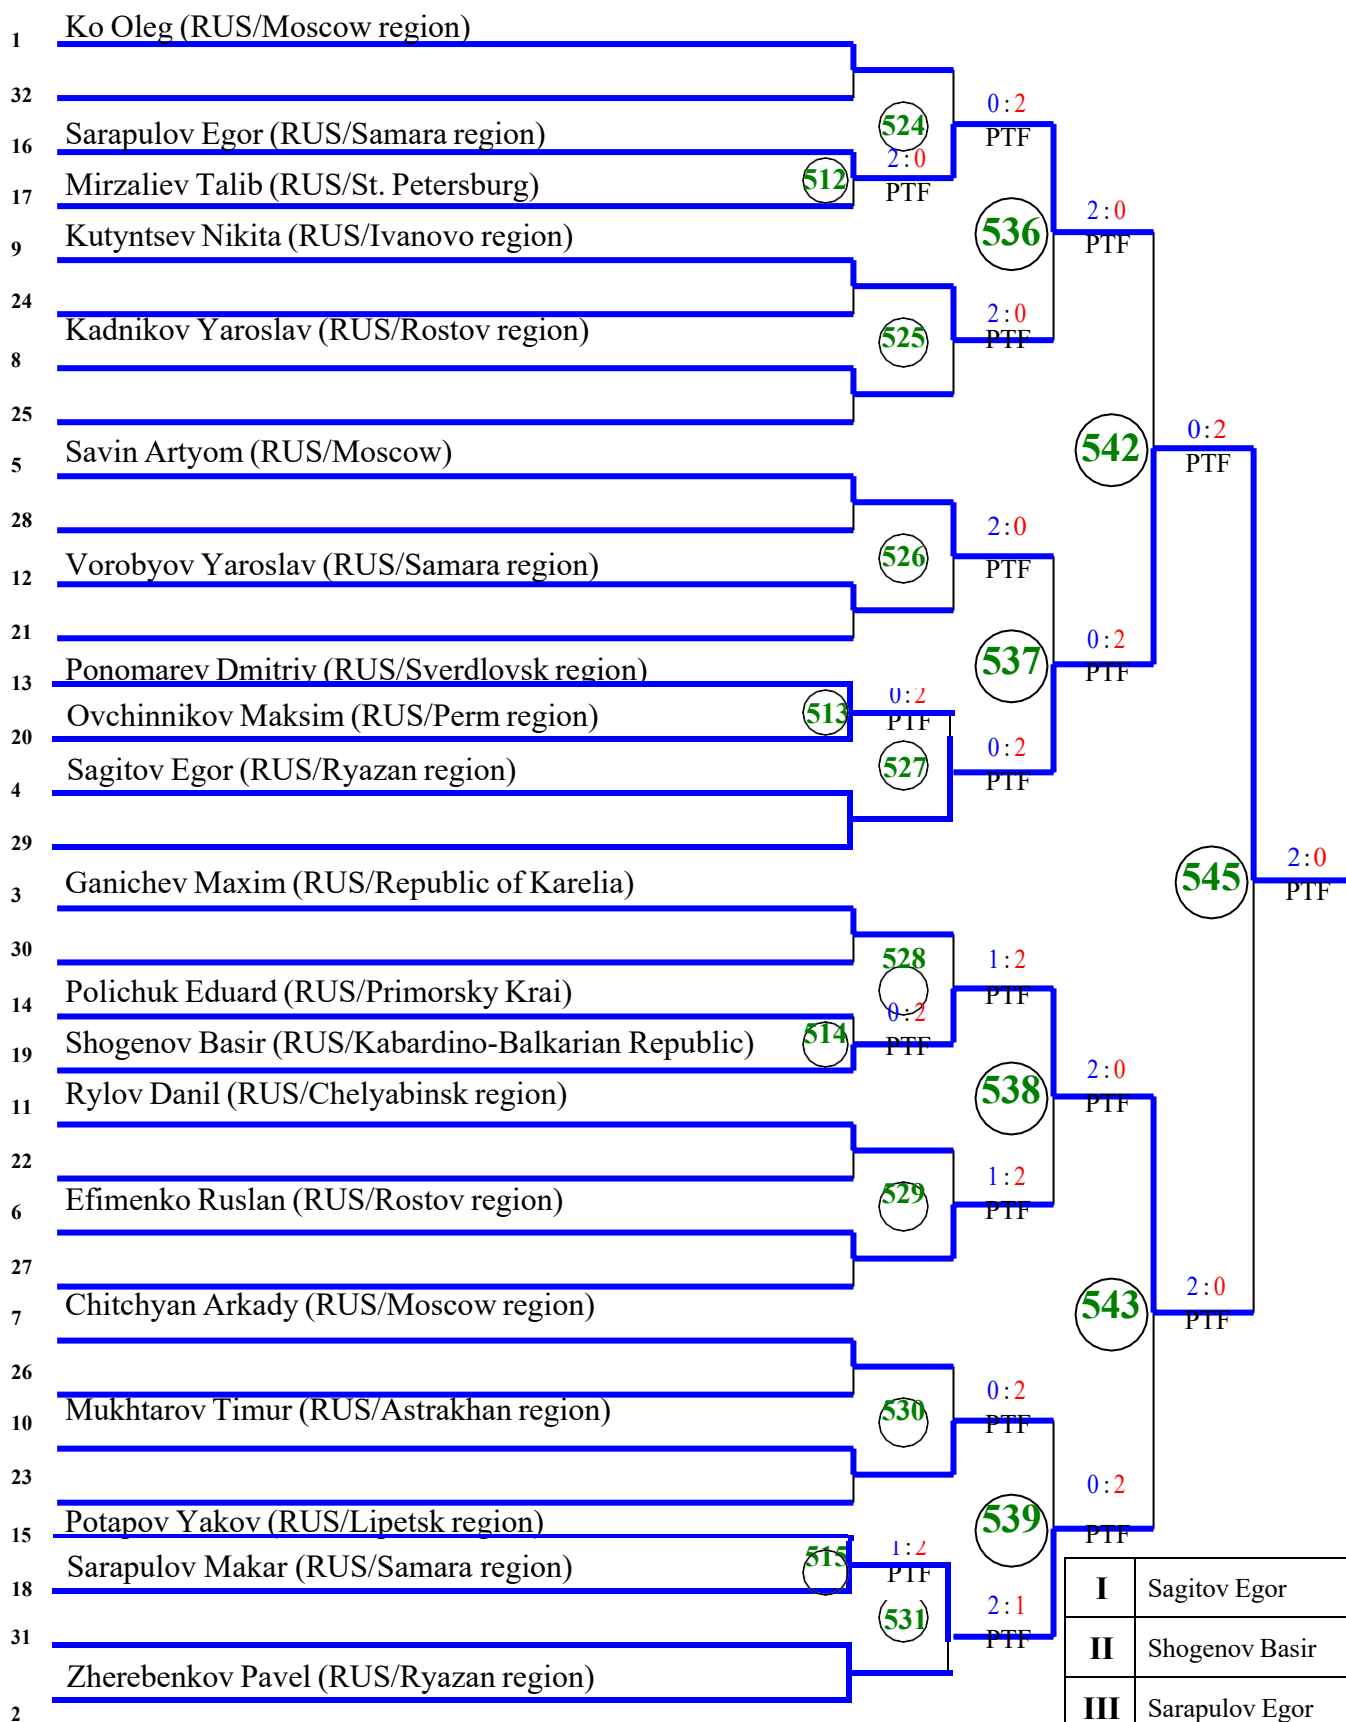 Ko Oleg (RUS/Moscow region)
1
32
524
0:2
PTF
Sarapulov Egor (RUS/Samara region)
16
2:0
PTF
Mirzaliev Talib (RUS/St. Petersburg)
512
17
Kutyntsev Nikita (RUS/Ivanovo region)
9
536
2:0
PTF
24
Kadnikov Yaroslav (RUS/Rostov region)
525
2:0
PTF
8
25
Savin Artyom (RUS/Moscow)
5
542
0:2
PTF
28
526
2:0
PTF
Vorobyov Yaroslav (RUS/Samara region)
12
21
Ponomarev Dmitriy (RUS/Sverdlovsk region)
13
537
0:2
PTF
Ovchinnikov Maksim (RUS/Perm region)
513
0:2
PTF
20
Sagitov Egor (RUS/Ryazan region)
527
0:2
PTF
4
29
Ganichev Maxim (RUS/Republic of Karelia)
3
545
2:0
PTF
30
528
1:2
PTF
Polichuk Eduard (RUS/Primorsky Krai)
14
0:2
PTF
Shogenov Basir (RUS/Kabardino-Balkarian Republic)
514
19
Rylov Danil (RUS/Chelyabinsk region)
11
538
2:0
PTF
22
Efimenko Ruslan (RUS/Rostov region)
529
1:2
PTF
6
27
Chitchyan Arkady (RUS/Moscow region)
7
543
2:0
PTF
26
Mukhtarov Timur (RUS/Astrakhan region)
10
530
0:2
PTF
23
Potapov Yakov (RUS/Lipetsk region)
15
539
0:2
PTF
Sarapulov Makar (RUS/Samara region)
515
1:2
PTF
18
531
2:1
PTF
31
Zherebenkov Pavel (RUS/Ryazan region)
2
I Sagitov Egor
II Shogenov Basir
III Sarapulov Egor